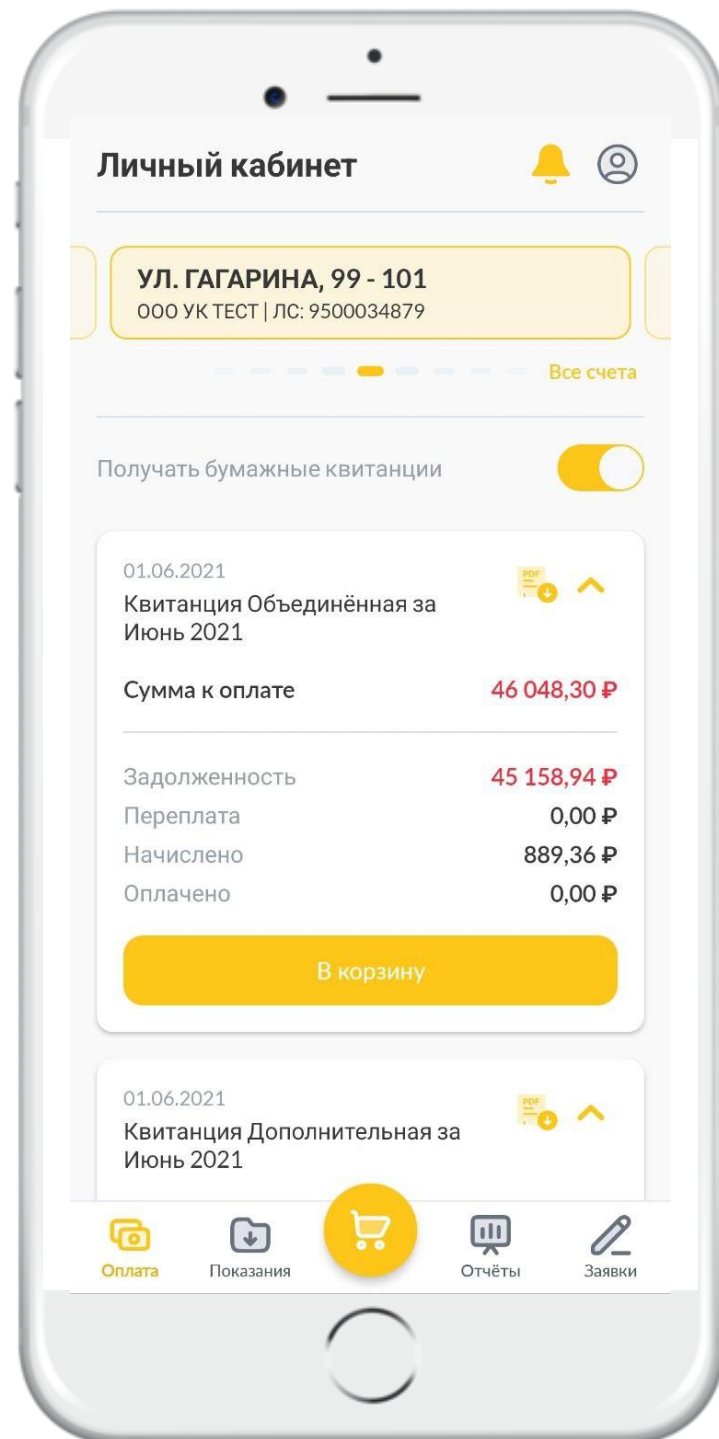 Личный кабинет
УЛ. ГАГАРИНА, 99 - 101
ООО УК ТЕСТ | ЛС: 9500034879
Все счета
Получать бумажные квитанции
01.06.2021
PDF
Квитанция Объединённая за
Июнь 2021
Сумма к оплате 46 048,30 ₽
Задолженность 45 158,94 ₽
Переплата 0,00 ₽
Начислено 889,36 ₽
Оплачено 0,00 ₽
В корзину
01.06.2021
PDF
Квитанция Дополнительная за
Июнь 2021
Оплата Показания Отчёты Заявки